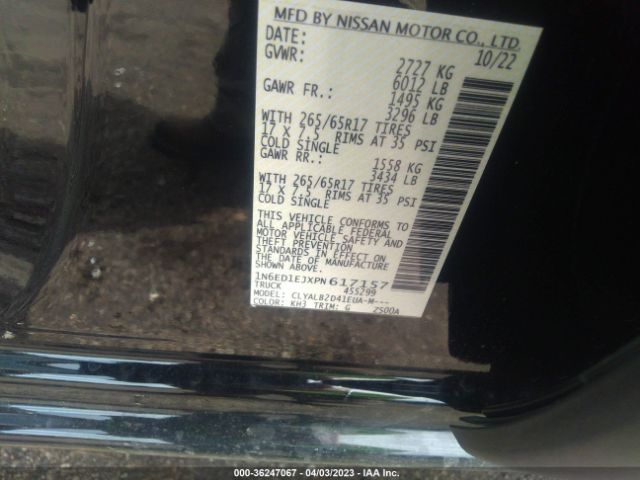 MFD BY NISSAN MOTOR CO., LTD.
DATE: 10/22
GVWR: 2727 KG
6012 LB
GAWR FR.: 1495 KG
3296 LB
WITH 265/65R17 TIRES
17 X 7.5 RIMS AT 35 PSI
COLD SINGLE
GAWR RR.: 1558 KG
3434 LB
WITH 265/65R17 TIRES
17 X 7.5 RIMS AT 35 PSI
COLD SINGLE
THIS VEHICLE CONFORMS TO
ALL APPLICABLE FEDERAL
MOTOR VEHICLE SAFETY AND
THEFT PREVENTION
STANDARDS IN EFFECT ON
THE DATE OF MANUFACTURE
SHOWN ABOVE.
1N6ED1EJXPN617157
TRUCK 455299
MODEL: CLYALB2D41EUA-M---
COLOR: KH3 TRIM: G ZS00A
000-36247067 - 04/03/2023 - IAA Inc.